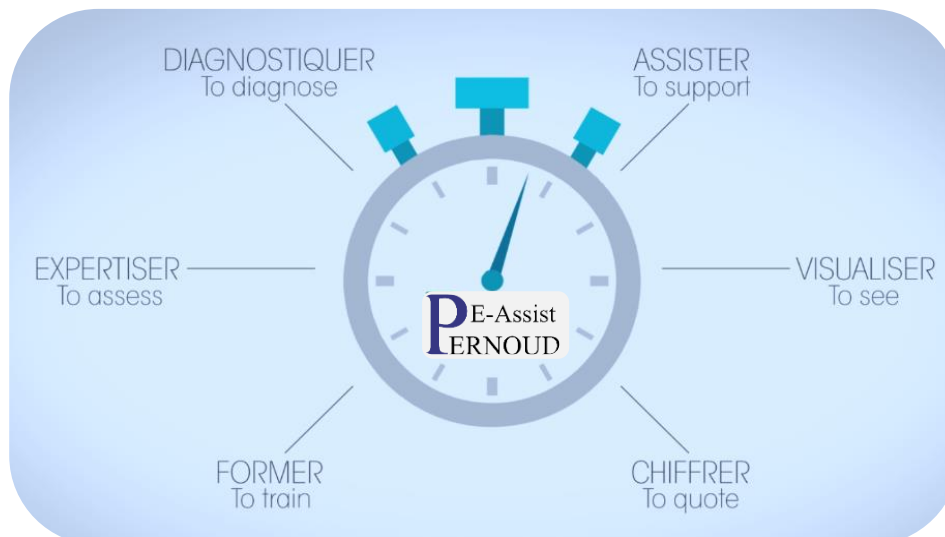 DIAGNOSTIQUER
To diagnose
ASSISTER
To support
EXPERTISER
To assess
VISUALISER
To see
E-Assist
PERNOUD
FORMER
To train
CHIFFRER
To quote